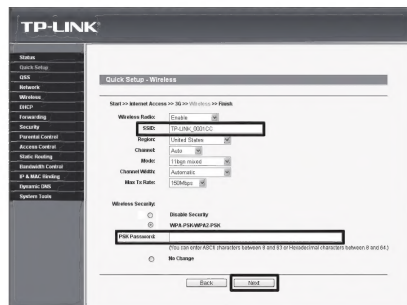 TP-LINK®
Status
Quick Setup
QSS
Network
Wireless
DHCP
Forwarding
Security
Parental Control
Access Control
Static Routing
Bandwidth Control
IP & MAC Binding
Dynamic DNS
System Tools
Quick Setup - Wireless
Start >> Internet Access >> 3G >> Wireless >> Finish
Wireless Radio: Enable
SSID: TP-LINK_0001CC
Region: United States
Channel: Auto
Mode: 11bgn mixed
Channel Width: Automatic
Max Tx Rate: 150Mbps
Wireless Security:
Disable Security
WPA-PSK/WPA2-PSK
PSK Password:
(You can enter ASCII characters between 8 and 63 or Hexadecimal characters between 8 and 64.)
No Change
Back Next